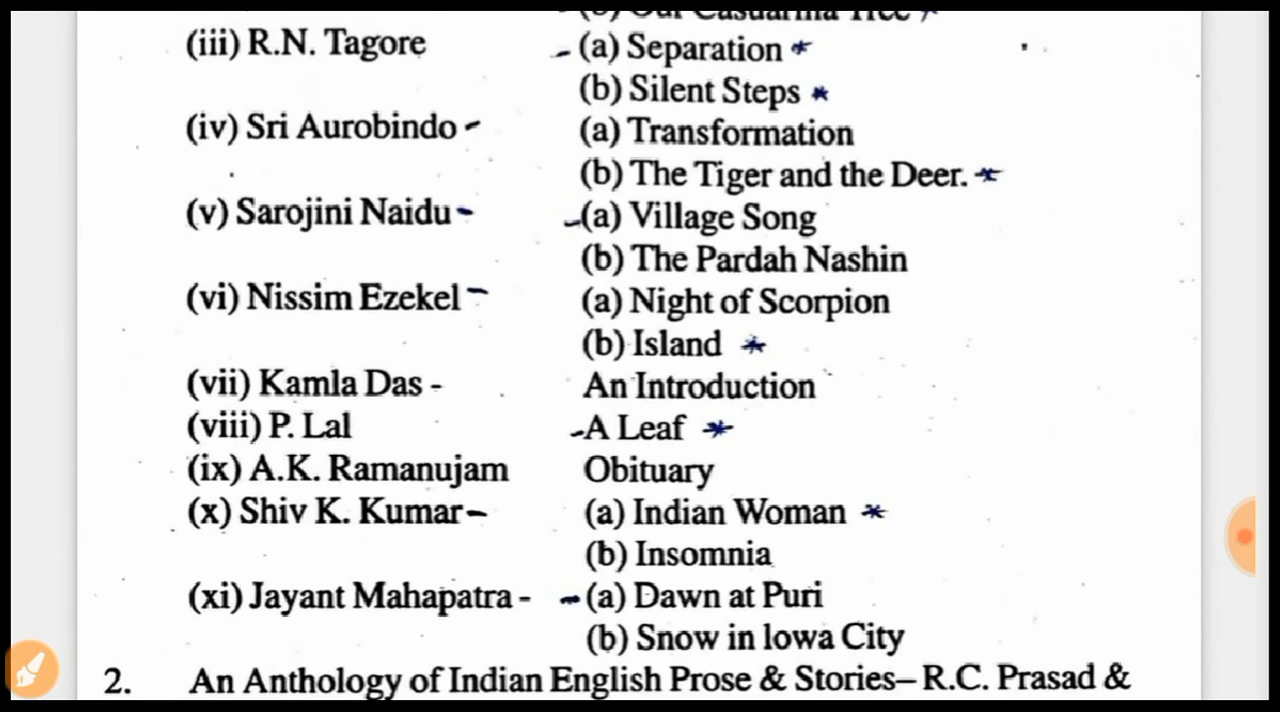 (iii) R.N. Tagore - (a) Separation *
(b) Silent Steps *
(iv) Sri Aurobindo - (a) Transformation
(b) The Tiger and the Deer. *
(v) Sarojini Naidu - -(a) Village Song
(b) The Pardah Nashin
(vi) Nissim Ezekel - (a) Night of Scorpion
(b) Island *
(vii) Kamla Das - An Introduction
(viii) P. Lal -A Leaf *
(ix) A.K. Ramanujam Obituary
(x) Shiv K. Kumar- (a) Indian Woman *
(b) Insomnia
(xi) Jayant Mahapatra - - (a) Dawn at Puri
(b) Snow in lowa City
2. An Anthology of Indian English Prose & Stories- R.C. Prasad &